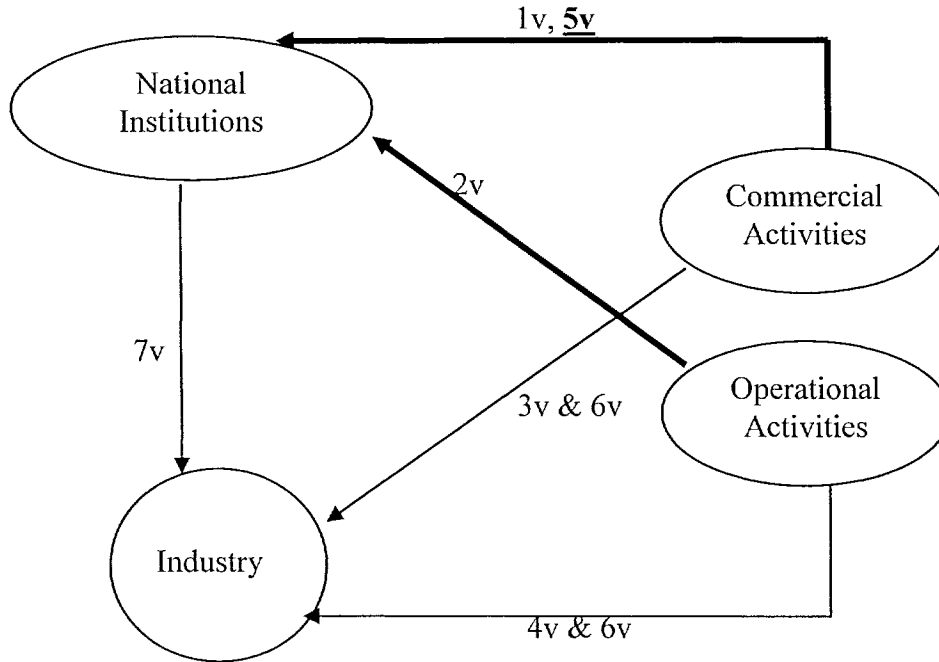 1v, 5v
National
Institutions
2v
Commercial
Activities
7v
3v & 6v
Operational
Activities
Industry
4v & 6v